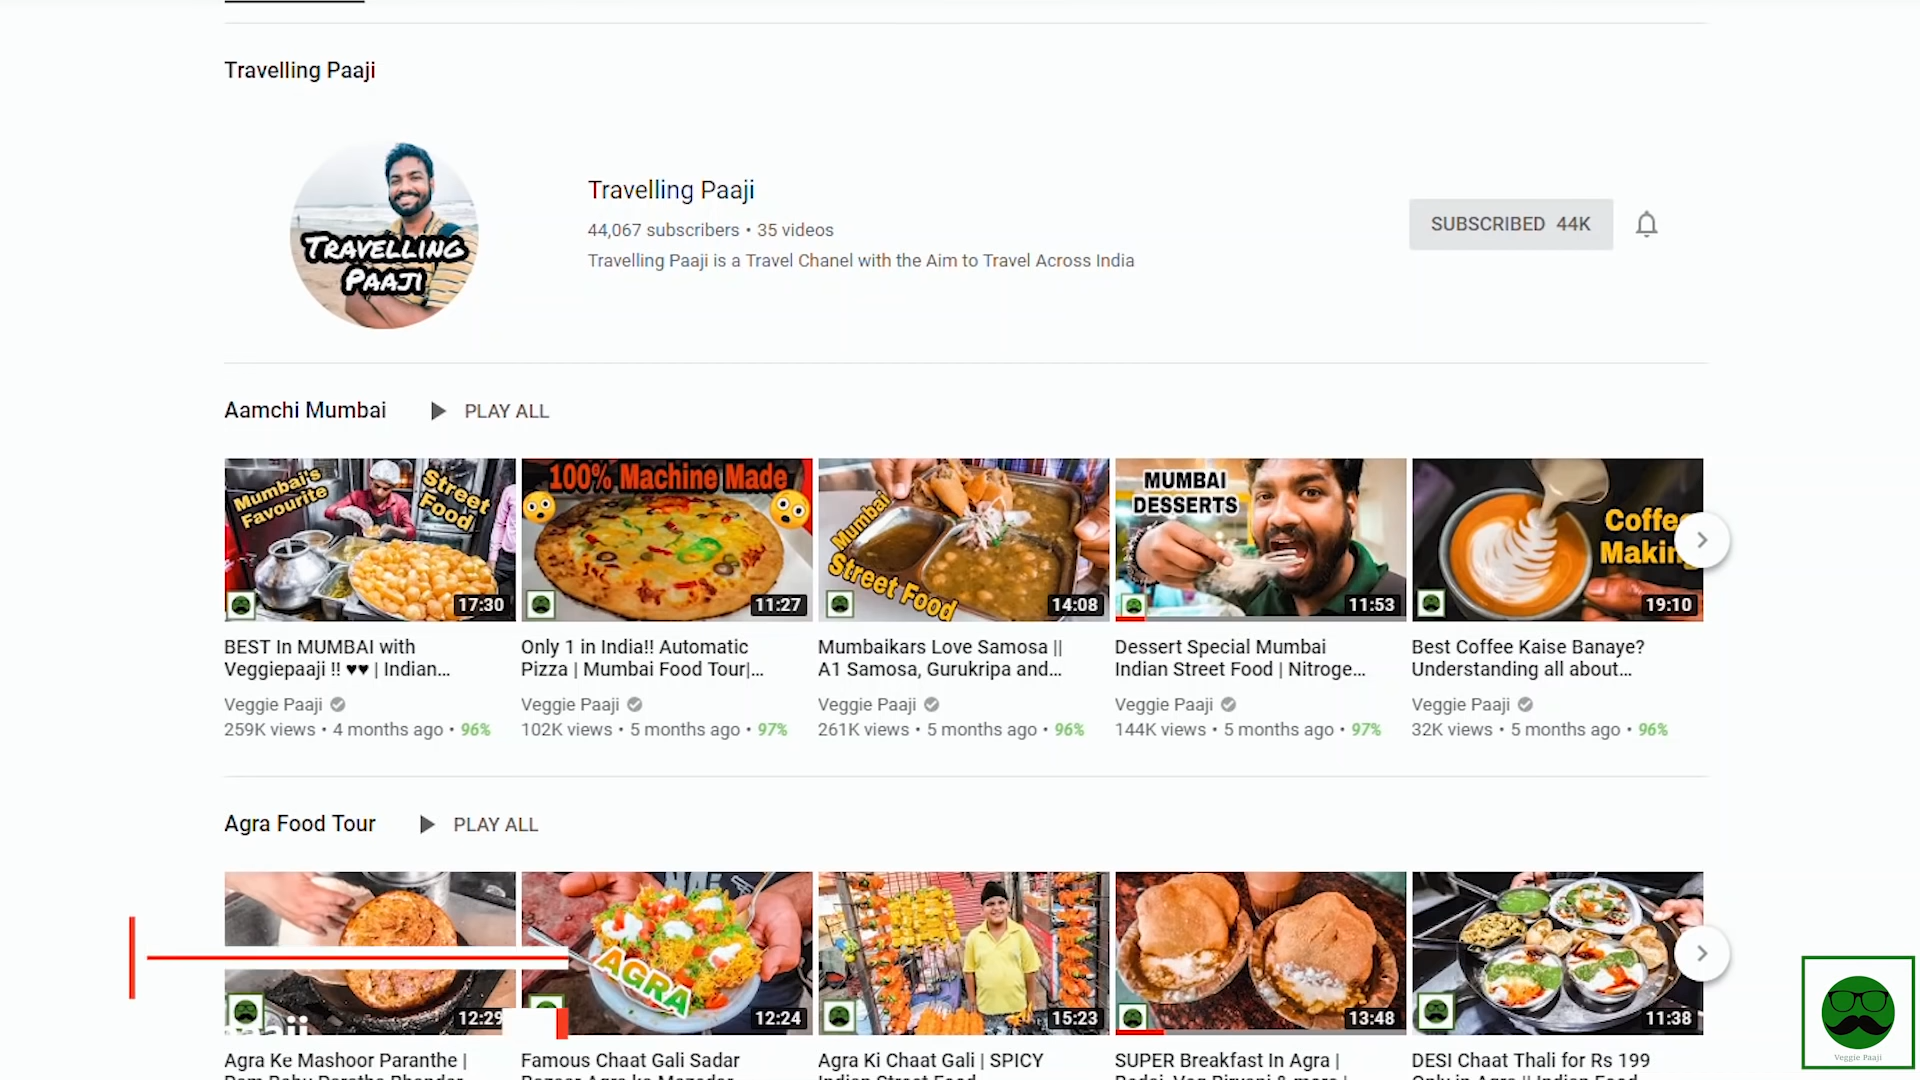 Travelling Paaji
TRAVELLING
PAAJI
Travelling Paaji
44,067 subscribers • 35 videos
Travelling Paaji is a Travel Chanel with the Aim to Travel Across India
SUBSCRIBED 44K
Aamchi Mumbai
PLAY ALL
Mumbai's
Favourite
Street
Food
17:30
100% Machine Made
11:27
Mumbai
Street Food
14:08
MUMBAI
DESSERTS
11:53
Coffe
Making
19:10
BEST In MUMBAI with
Veggiepaaji !! ♥♥ | Indian...
Veggie Paaji
259K views • 4 months ago • 96%
Only 1 in India!! Automatic
Pizza | Mumbai Food Tour|...
Veggie Paaji
102K views • 5 months ago • 97%
Mumbaikars Love Samosa ||
A1 Samosa, Gurukripa and...
Veggie Paaji
261K views • 5 months ago • 96%
Dessert Special Mumbai
Indian Street Food | Nitroge...
Veggie Paaji
144K views • 5 months ago • 97%
Best Coffee Kaise Banaye?
Understanding all about...
Veggie Paaji
32K views • 5 months ago • 96%
Agra Food Tour
PLAY ALL
12:29
AGRA
12:24
15:23
13:48
11:38
Agra Ke Mashoor Paranthe |
Famous Chaat Gali Sadar
Agra Ki Chaat Gali | SPICY
Indian Street Food
SUPER Breakfast In Agra |
DESI Chaat Thali for Rs 199
Veggie Paaji